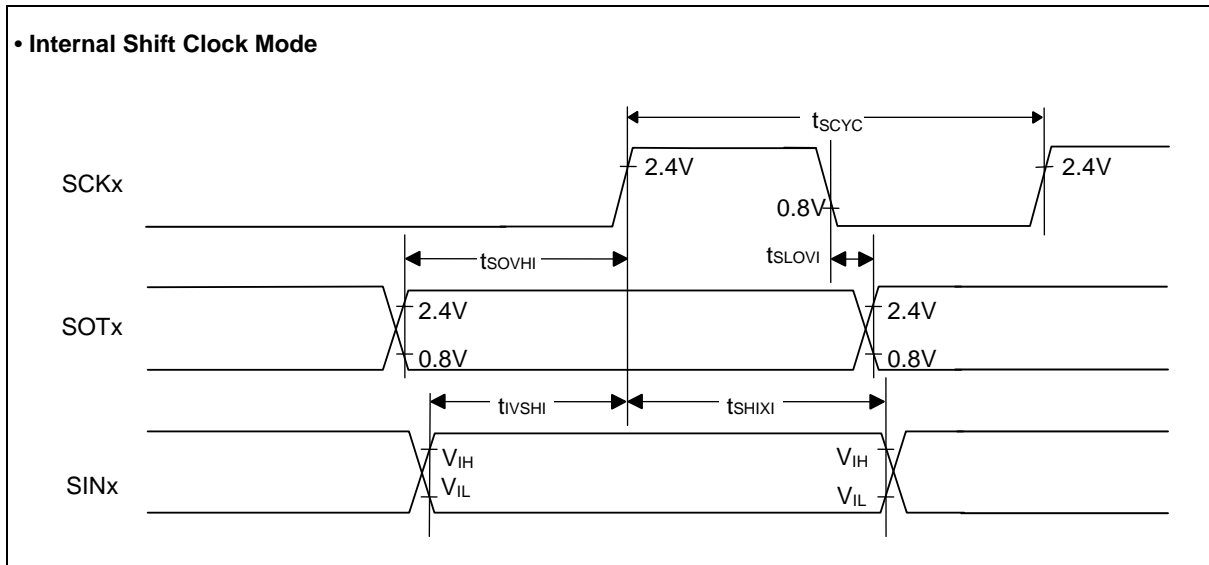 • Internal Shift Clock Mode
tSCYC
SCKx
2.4V
2.4V
0.8V
tSOVHI
tSLOVI
SOTx
2.4V
2.4V
0.8V
0.8V
tIVSHI
tSHIXI
SINx
VIH
VIH
VIL
VIL